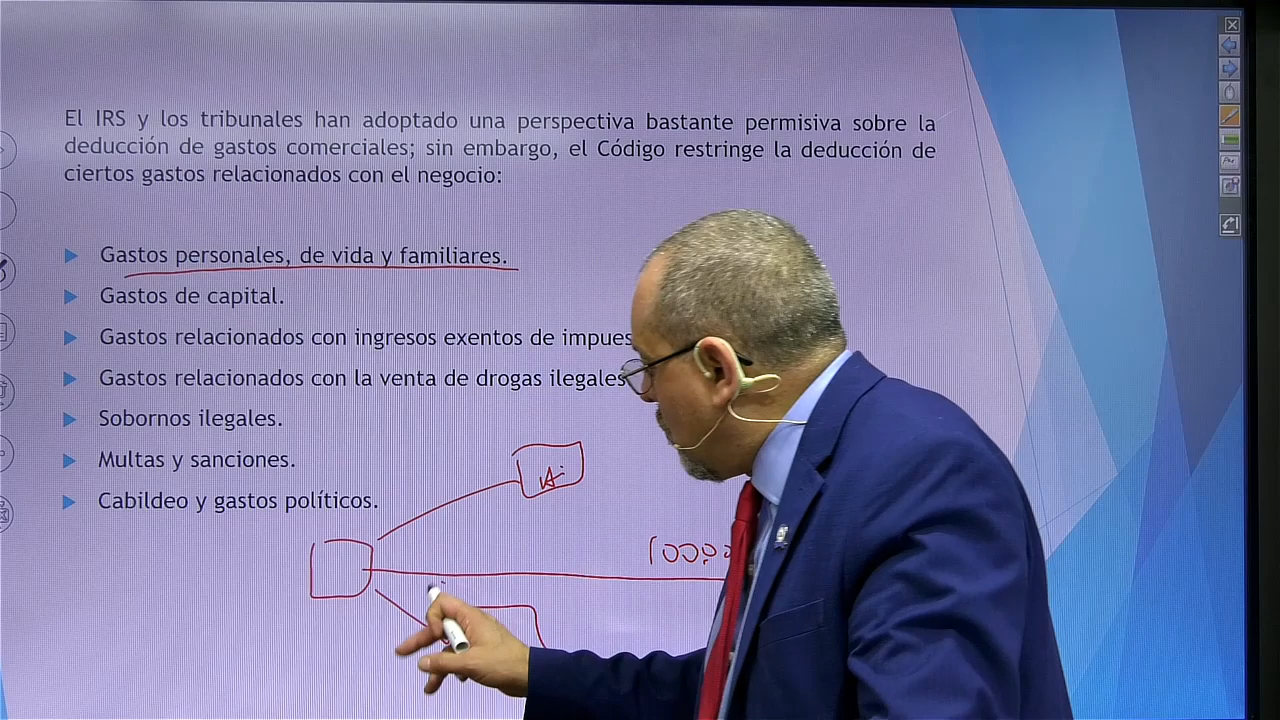 El IRS y los tribunales han adoptado una perspectiva bastante permisiva sobre la
deducción de gastos comerciales; sin embargo, el Código restringe la deducción de
ciertos gastos relacionados con el negocio:
Gastos personales, de vida y familiares.
Gastos de capital.
Gastos relacionados con ingresos exentos de
Gastos relacionados con la venta de drogas ilegales
Sobornos ilegales.
Multas y sanciones.
Cabildeo y gastos políticos.